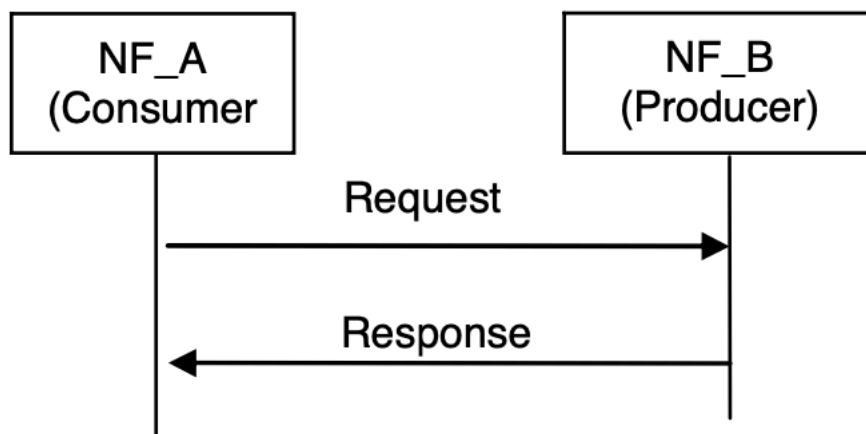 NF_A
(Consumer
NF_B
(Producer)
Request
Response